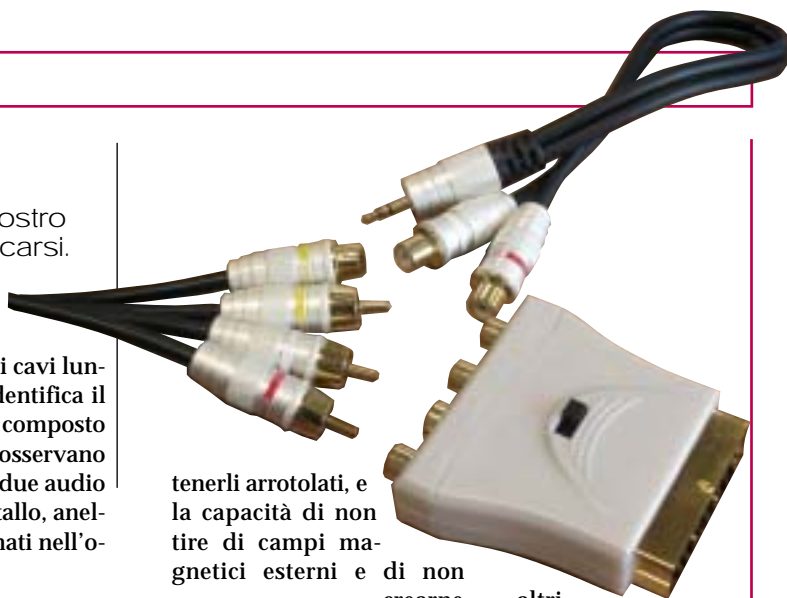 ostro
carsi.
i cavi lun-
dentifica il
composto
osservano
due audio
tallo, anel-
nati nell'o-
tenerli arrotolati, e
la capacità di non
tire di campi ma-
gnetici esterni e di non
altri